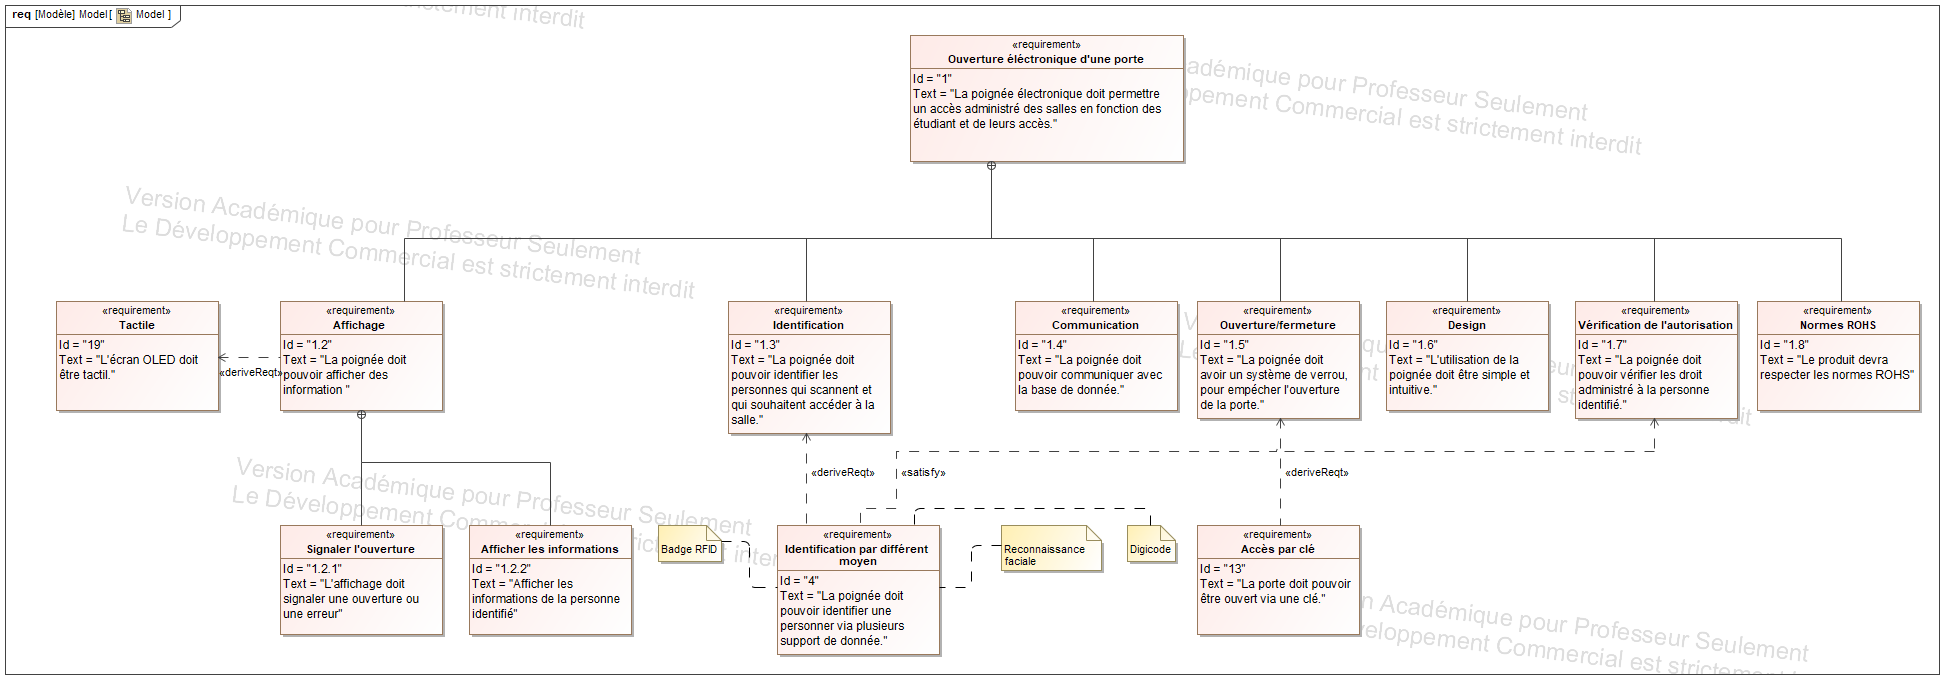 req [Modèle] Model[ Model ]
strictement interdit
«requirement»
Ouverture éléctronique d'une porte
Id = "1"
Text = "La poignée électronique doit permettre
un accès administré des salles en fonction des
étudiant et de leurs accès."
adémique pour Professeur Seulement
ppement Commercial est strictement interdit
Version Académique pour Professeur Seulement
Le Développement Commercial est strictement interdit
«requirement»
Tactile
Id = "19"
Text = "L'écran OLED doit
être tactil."
«deriveReqt»
«requirement»
Affichage
Id = "1.2"
Text = "La poignée doit
pouvoir afficher des
information "
«requirement»
Identification
Id = "1.3"
Text = "La poignée doit
pouvoir identifier les
personnes qui scannent et
qui souhaitent accéder à la
salle."
«requirement»
Communication
Id = "1.4"
Text = "La poignée doit
pouvoir communiquer avec
la base de donnée."
«requirement»
Ouverture/fermeture
Id = "1.5"
Text = "La poignée doit
avoir un système de verrou,
pour empécher l'ouverture
de la porte."
«requirement»
Design
Id = "1.6"
Text = "L'utilisation de la
poignée doit être simple et
intuitive."
«requirement»
Vérification de l'autorisation
Id = "1.7"
Text = "La poignée doit
pouvoir vérifier les droit
administré à la personne
identifié."
«requirement»
Normes ROHS
Id = "1.8"
Text = "Le produit devra
respecter les normes ROHS"
«deriveReqt»
«satisfy»
«deriveReqt»
Version Académique pour Professeur Seulement
Le Développement Com
«requirement»
Signaler l'ouverture
Id = "1.2.1"
Text = "L'affichage doit
signaler une ouverture ou
une erreur"
«requirement»
Afficher les informations
Id = "1.2.2"
Text = "Afficher les
informations de la personne
identifié"
Badge RFID
«requirement»
Identification par différent
moyen
Id = "4"
Text = "La poignée doit
pouvoir identifier une
personner via plusieurs
support de donnée."
Reconnaissance
faciale
Digicode
«requirement»
Accès par clé
Id = "13"
Text = "La porte doit pouvoir
être ouvert via une clé."
n Académique pour Professeur Seulement
veloppement Commercial est strictement